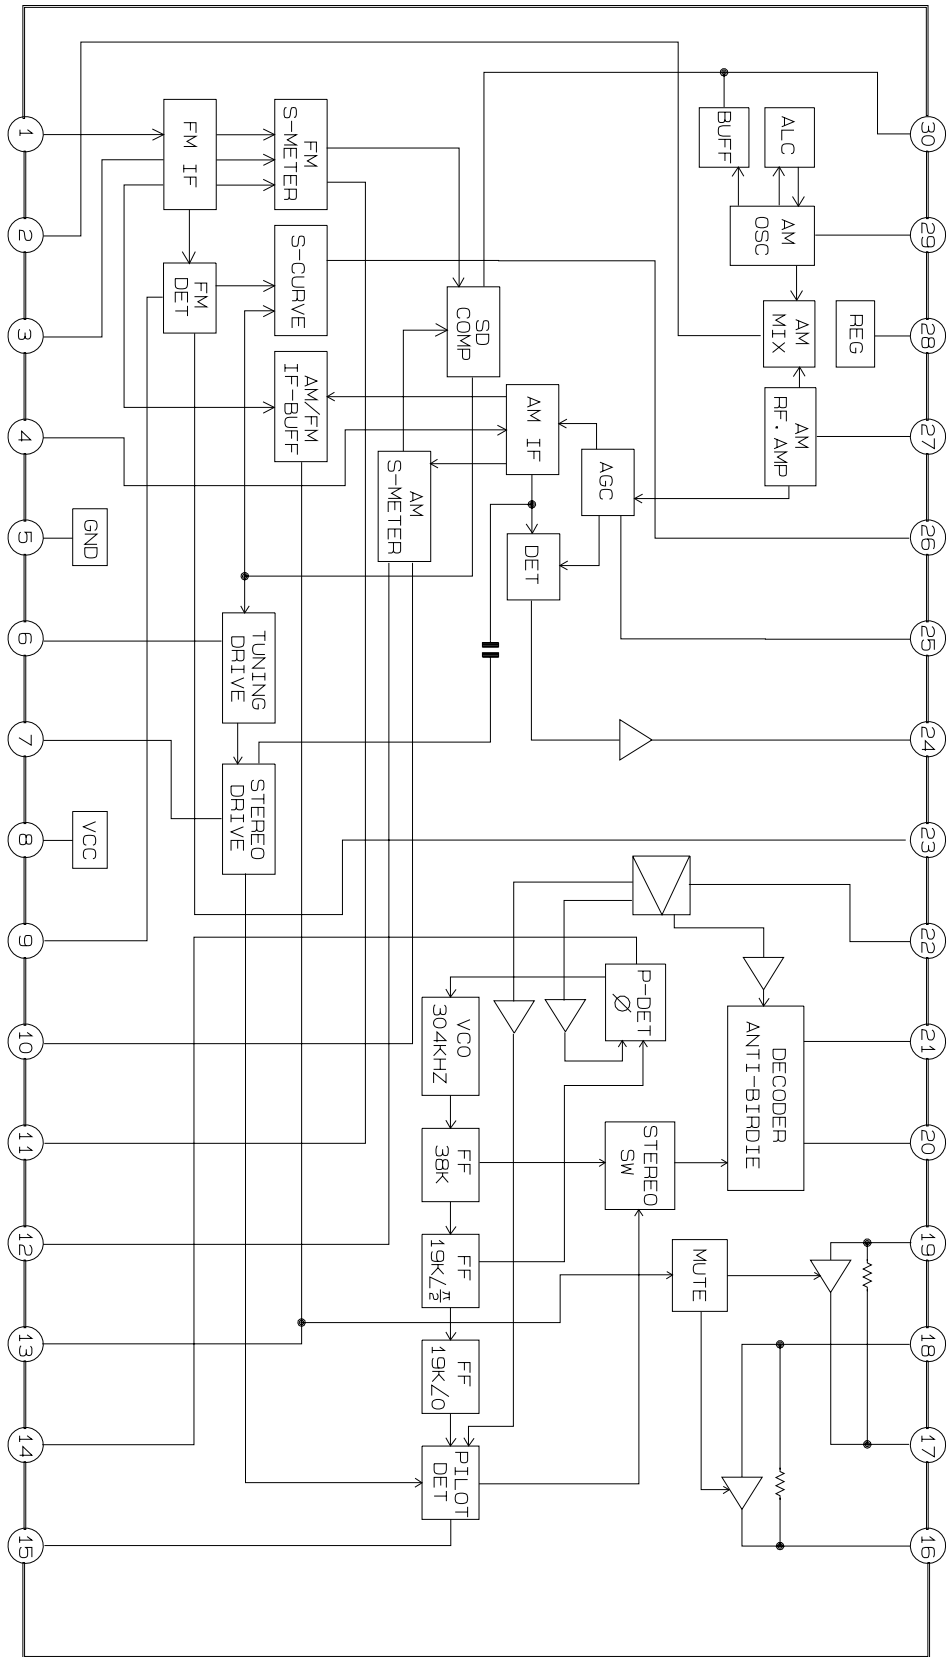 30
29
28
27
26
25
24
23
22
21
20
19
18
17
16
ALC
BUFF
AM
OSC
AM
MIX
REG
AM
RF. AMP
DECODER
ANTI-BIRDIE
MUTE
AGC
P-DET
Ø
STEREO
SW
SD
COMP
AM IF
DET
AM
S-METER
VCO
304KHZ
FF
38K
FF
19K/π/2
FF
19K/0
PILOT
DET
FM
S-METER
S-CURVE
AM/FM
IF-BUFF
TUNING
DRIVE
STEREO
DRIVE
FM IF
FM
DET
GND
VCC
1
2
3
4
5
6
7
8
9
10
11
12
13
14
15